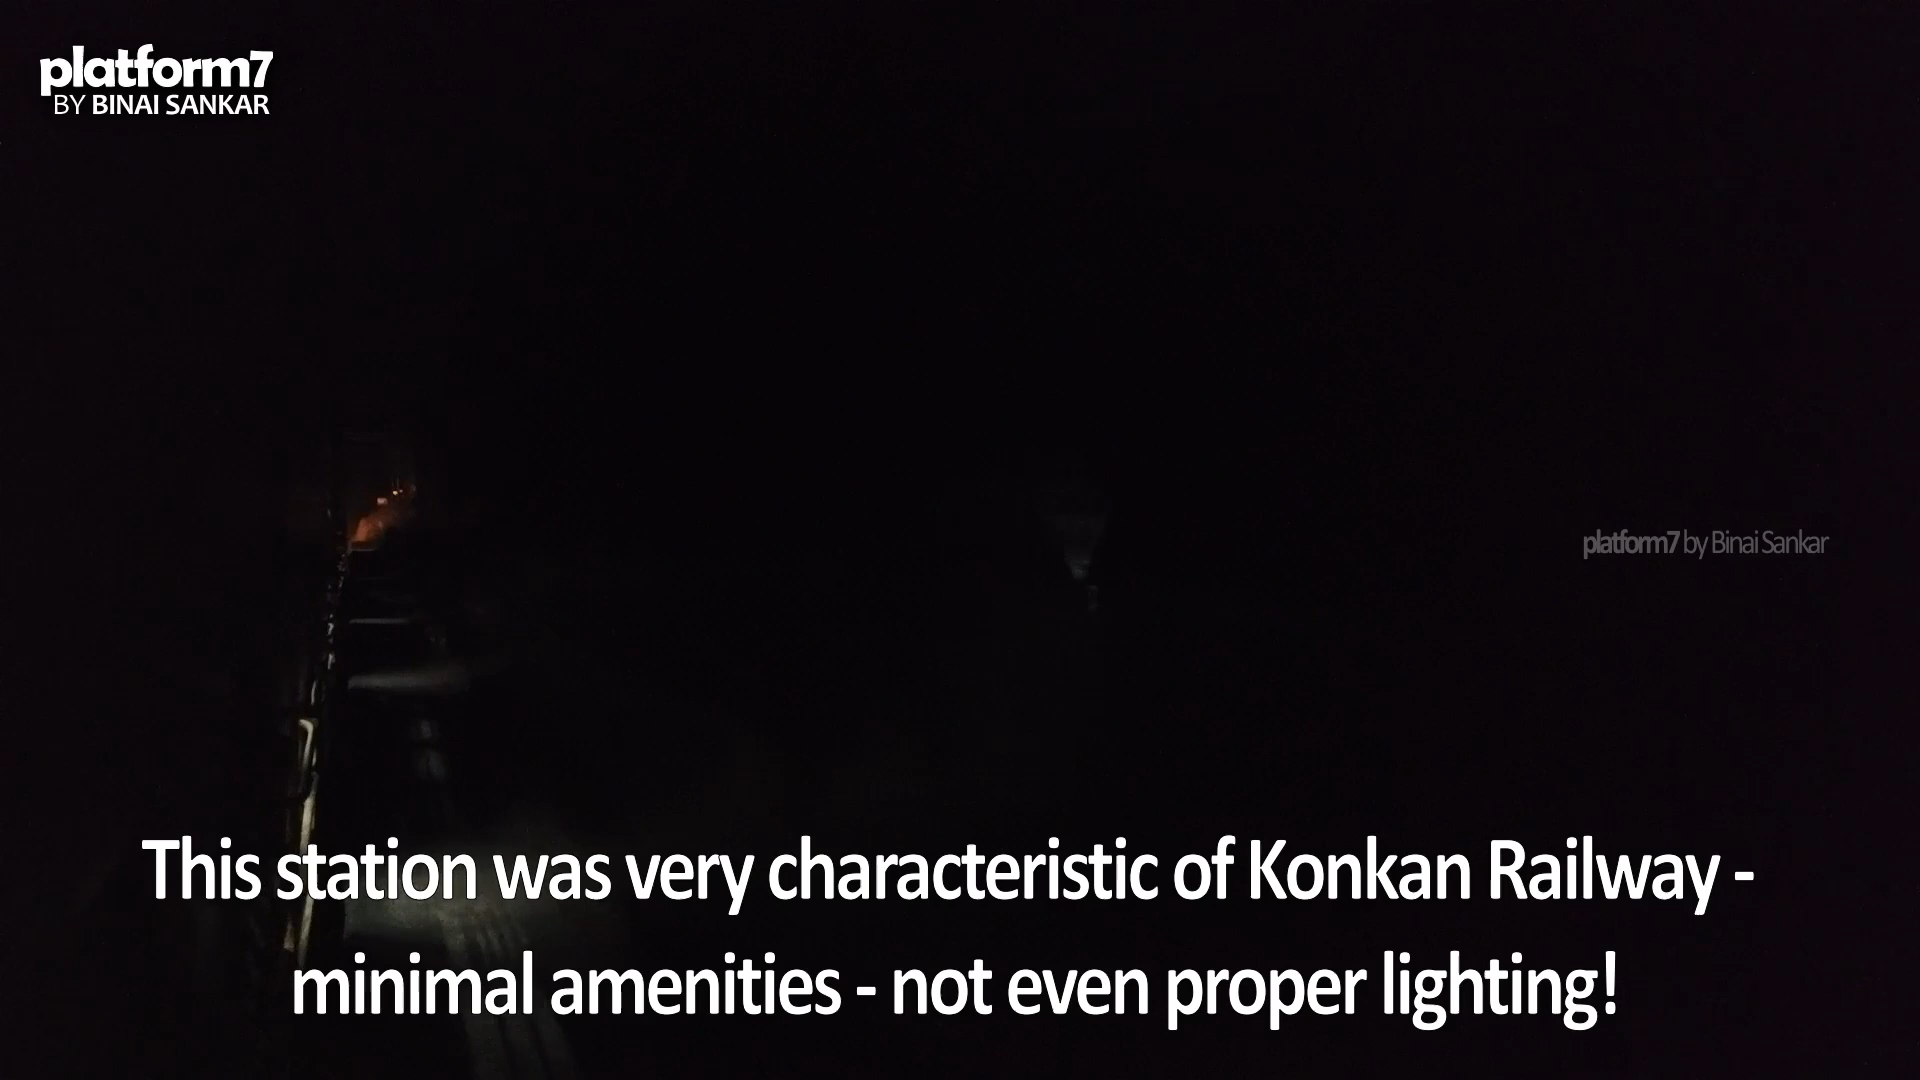 platform7
BY BINAI SANKAR
platform7 by Binai Sankar
This station was very characteristic of Konkan Railway -
minimal amenities - not even proper lighting!